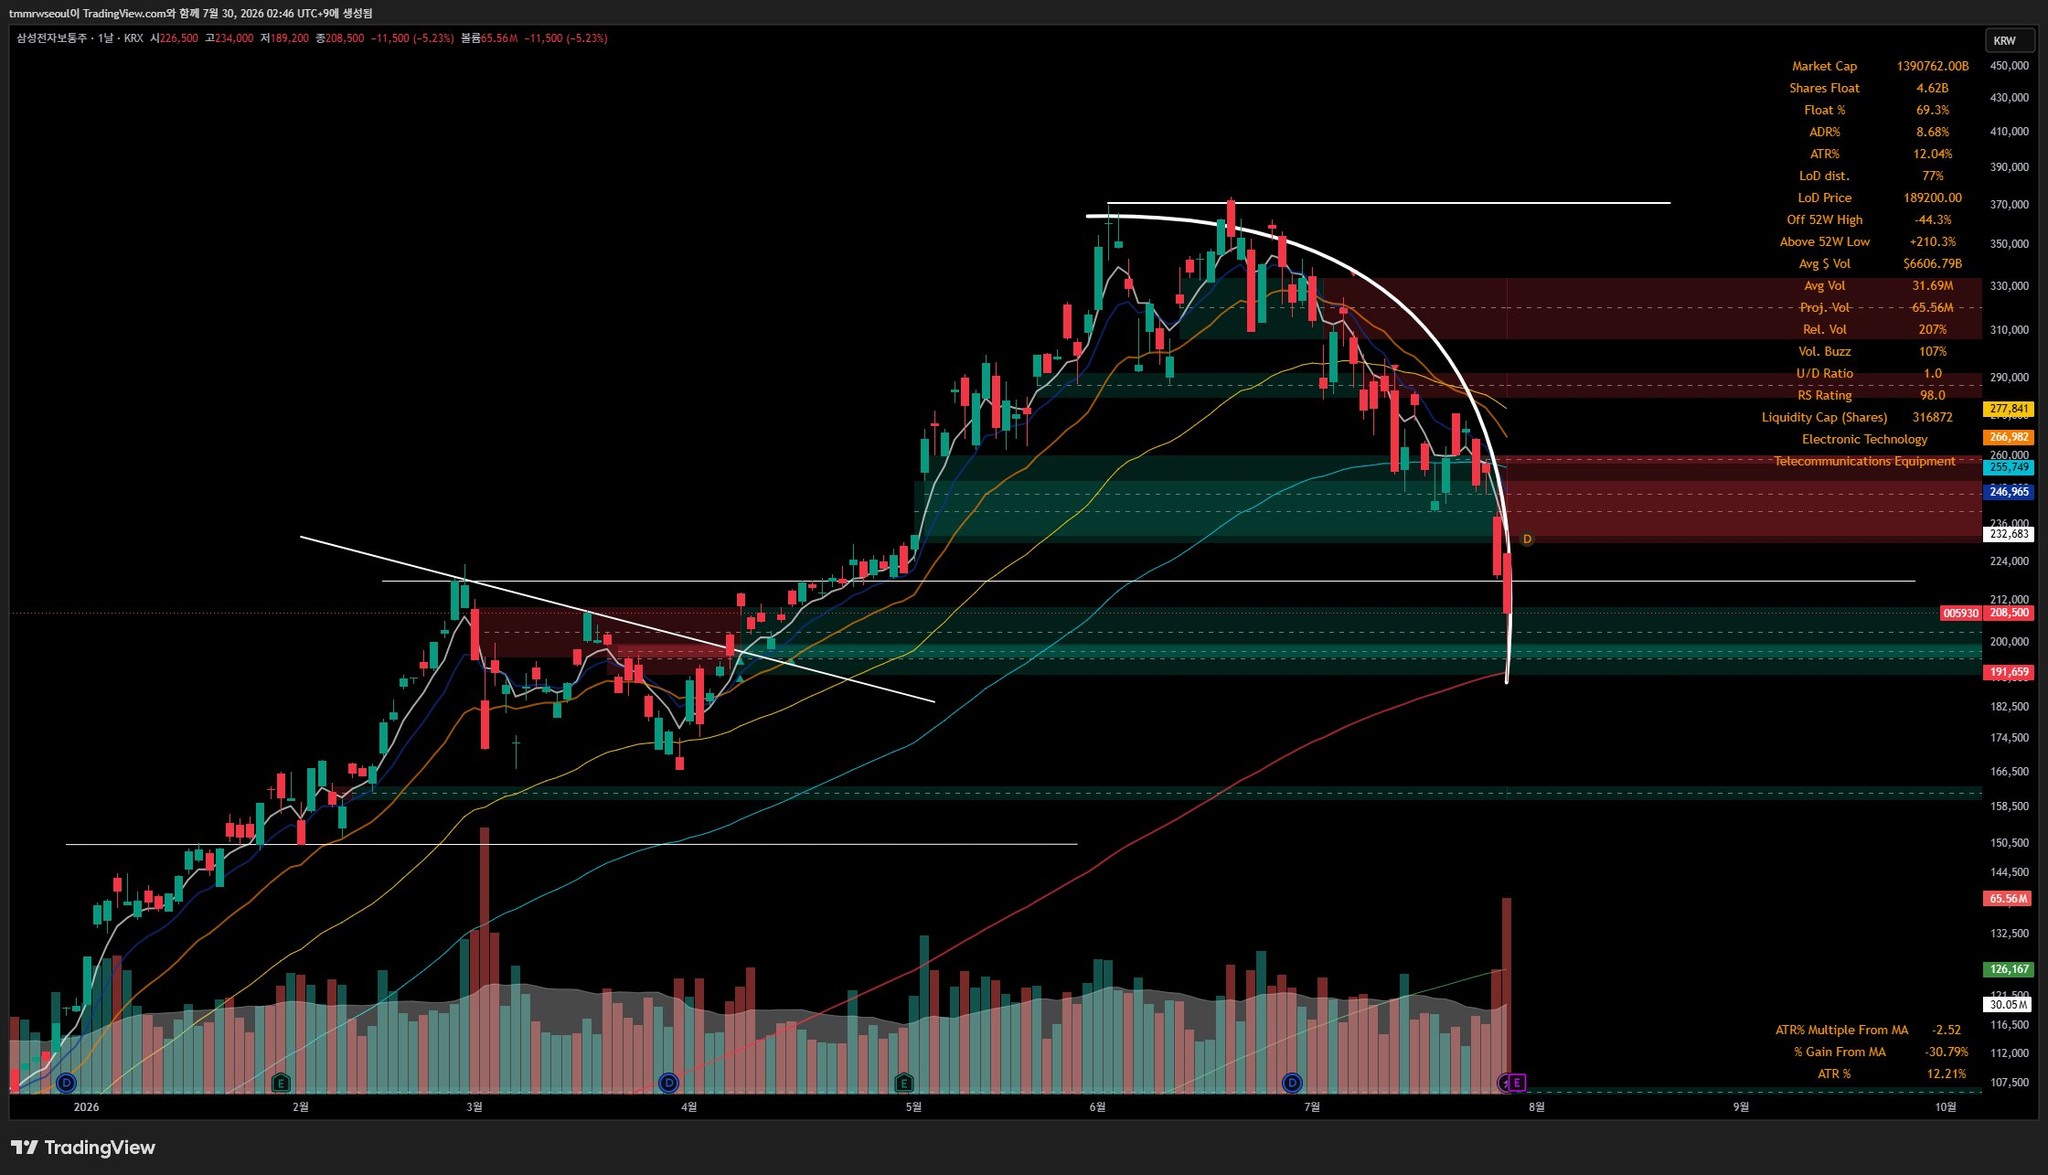 tmmrwseoul이 TradingView.com와 함께 7월 30, 2026 02:46 UTC+9에 생성됨
삼성전자보통주 · 1날 · KRX 시226,500 고234,000 저189,200 종208,500 −11,500 (−5.23%) 볼륨65.56M −11,500 (−5.23%)
KRW
Market Cap 1390762.00B
Shares Float 4.62B
Float % 69.3%
ADR% 8.68%
ATR% 12.04%
LoD dist. 77%
LoD Price 189200.00
Off 52W High -44.3%
Above 52W Low +210.3%
Avg $ Vol $6606.79B
Avg Vol 31.69M
Proj. Vol 65.56M
Rel. Vol 207%
Vol. Buzz 107%
U/D Ratio 1.0
RS Rating 98.0
Liquidity Cap (Shares) 316872
Electronic Technology
Telecommunications Equipment
450,000
430,000
410,000
390,000
370,000
350,000
330,000
310,000
290,000
277,841
266,982
260,000
255,749
246,965
236,000
232,683
D
224,000
212,000
005930 208,500
200,000
191,659
182,500
174,500
166,500
158,500
150,500
144,500
65.56M
132,500
126,167
121,500
30.05M
116,500
112,000
107,500
ATR% Multiple From MA -2.52
% Gain From MA -30.79%
ATR % 12.21%
D E D E D E
2026 2월 3월 4월 5월 6월 7월 8월 9월 10월
TradingView